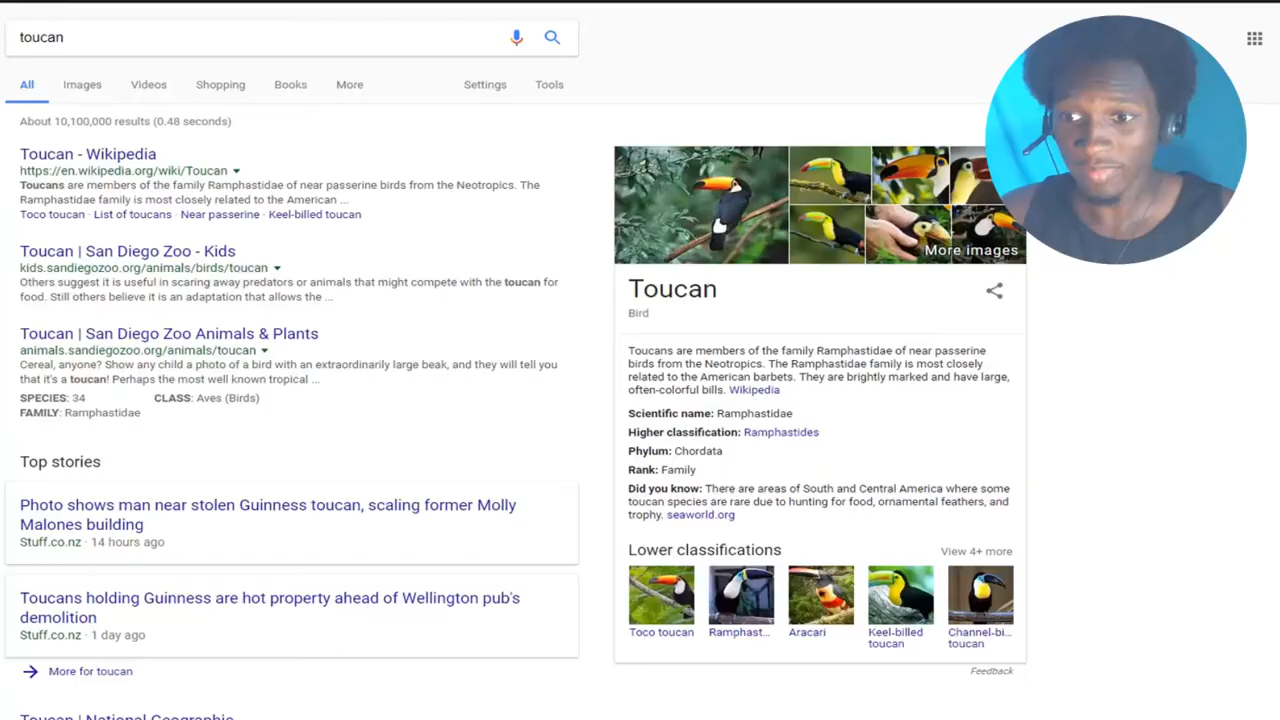 toucan
All Images Videos Shopping Books More Settings Tools
About 10,100,000 results (0.48 seconds)
Toucan - Wikipedia
https://en.wikipedia.org/wiki/Toucan
Toucans are members of the family Ramphastidae of near passerine birds from the Neotropics. The
Ramphastidae family is most closely related to the American ...
Toco toucan · List of toucans · Near passerine · Keel-billed toucan
Toucan | San Diego Zoo - Kids
kids.sandiegozoo.org/animals/birds/toucan
Others suggest it is useful in scaring away predators or animals that might compete with the toucan for
food. Still others believe it is an adaptation that allows the ...
Toucan | San Diego Zoo Animals & Plants
animals.sandiegozoo.org/animals/toucan
Cereal, anyone? Show any child a photo of a bird with an extraordinarily large beak, and they will tell you
that it's a toucan! Perhaps the most well known tropical ...
SPECIES: 34 CLASS: Aves (Birds)
FAMILY: Ramphastidae
Top stories
Photo shows man near stolen Guinness toucan, scaling former Molly
Malones building
Stuff.co.nz · 14 hours ago
Toucans holding Guinness are hot property ahead of Wellington pub's
demolition
Stuff.co.nz · 1 day ago
More for toucan
Toucan | National Geographic
More images
Toucan
Bird
Toucans are members of the family Ramphastidae of near passerine
birds from the Neotropics. The Ramphastidae family is most closely
related to the American barbets. They are brightly marked and have large,
often-colorful bills. Wikipedia
Scientific name: Ramphastidae
Higher classification: Ramphastides
Phylum: Chordata
Rank: Family
Did you know: There are areas of South and Central America where some
toucan species are rare due to hunting for food, ornamental feathers, and
trophy. seaworld.org
Lower classifications View 4+ more
Toco toucan Ramphast... Aracari Keel-billed Channel-bi...
toucan toucan
Feedback